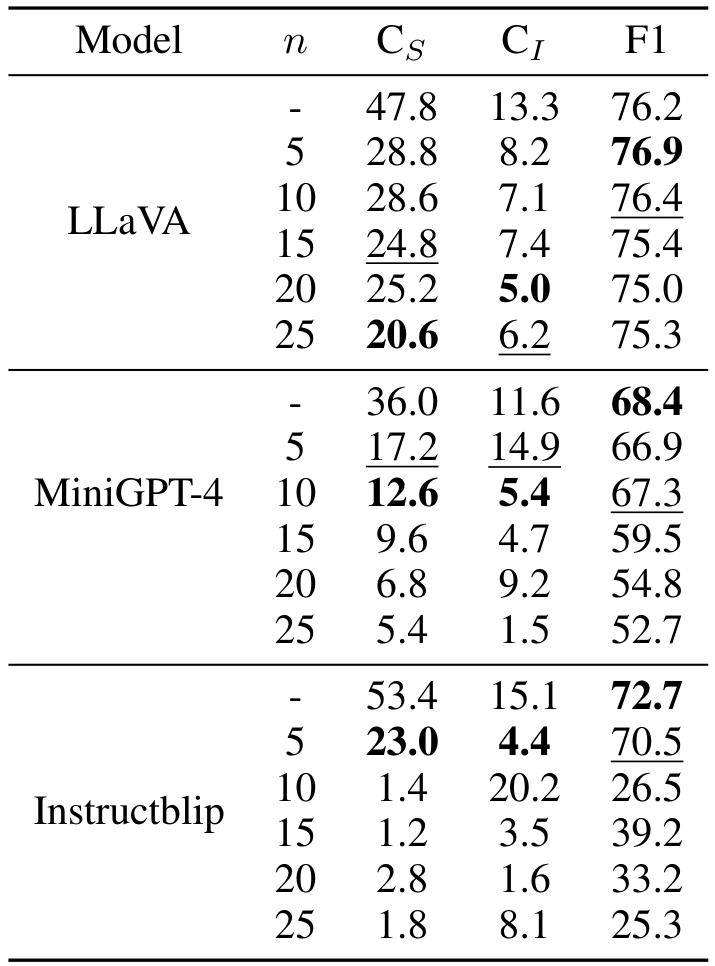 Model n C_S C_I F1
- 47.8 13.3 76.2
5 28.8 8.2 76.9
10 28.6 7.1 76.4
LLaVA
15 24.8 7.4 75.4
20 25.2 5.0 75.0
25 20.6 6.2 75.3
- 36.0 11.6 68.4
5 17.2 14.9 66.9
MiniGPT-4 10 12.6 5.4 67.3
15 9.6 4.7 59.5
20 6.8 9.2 54.8
25 5.4 1.5 52.7
- 53.4 15.1 72.7
5 23.0 4.4 70.5
10 1.4 20.2 26.5
Instructblip
15 1.2 3.5 39.2
20 2.8 1.6 33.2
25 1.8 8.1 25.3